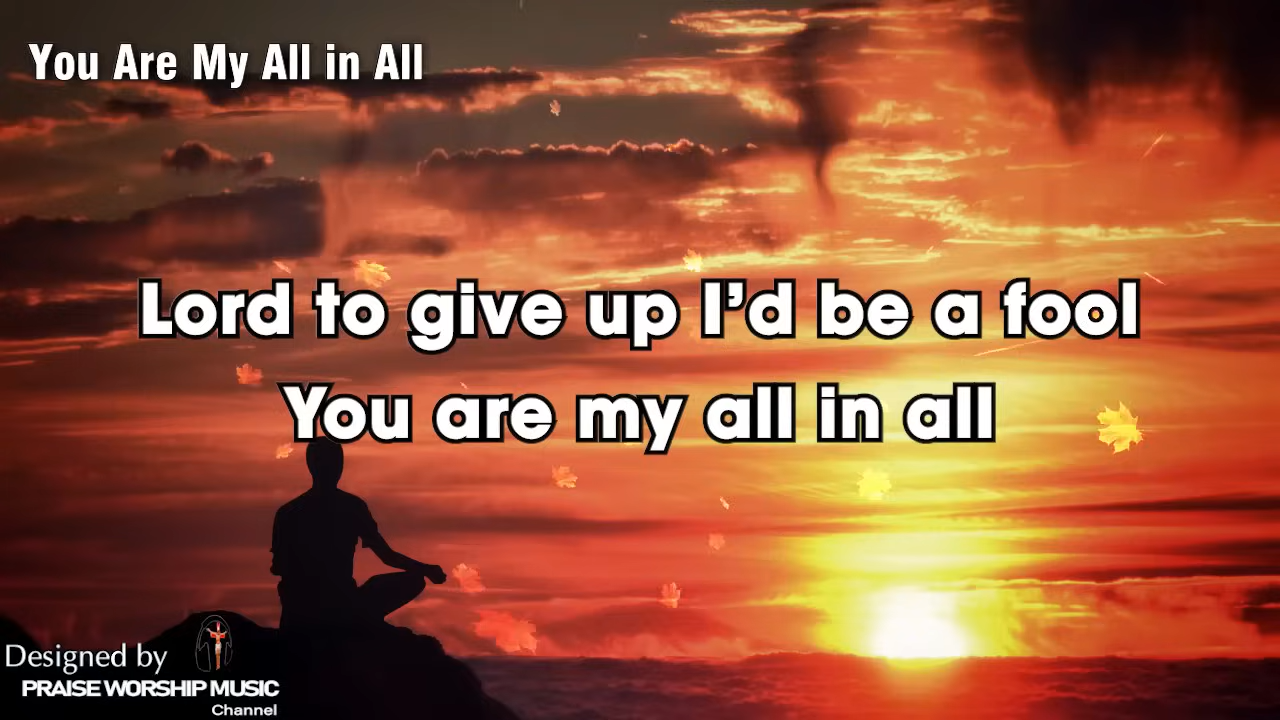 You Are My All in All
Lord to give up I’d be a fool
You are my all in all
Designed by
PRAISE WORSHIP MUSIC
Channel